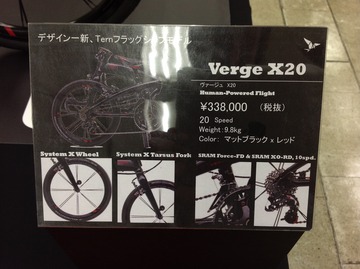 デザイン一新、Ternフラッグシップモデル
Verge X20
ヴァージュ X20
Human-Powered Flight
¥338,000 (税抜)
20 Speed
Weight: 9.8kg
Color: マットブラック x レッド
System X Wheel
System X Tarsus Fork
SRAM Force-FD & SRAM X0-RD, 10spd.